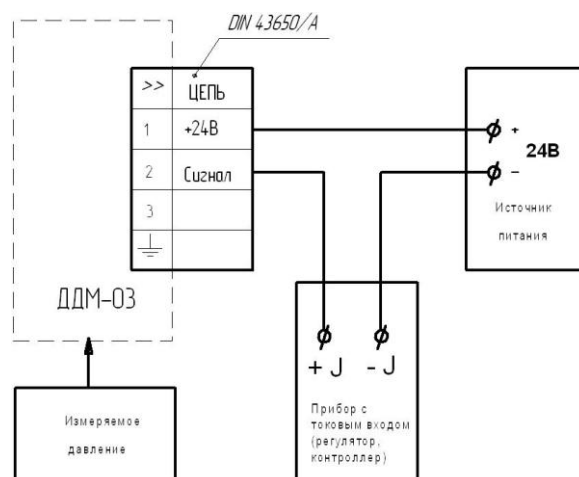 DIN 43650/A
>> ЦЕПЬ
1 +24В
2 Сигнал
3
ДДМ-03
Измеряемое
давление
+
24В
–
Источник
питания
+ J – J
Прибор с
токовым входом
(регулятор,
контроллер)